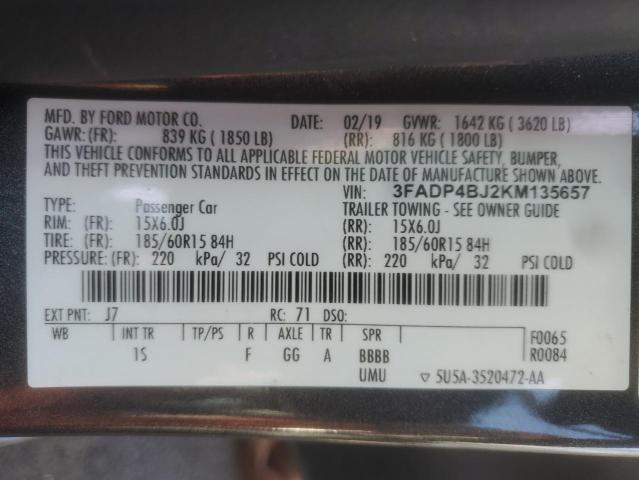 MFD. BY FORD MOTOR CO. DATE: 02/19 GVWR: 1642 KG ( 3620 LB)
GAWR: (FR): 839 KG ( 1850 LB) (RR): 816 KG ( 1800 LB)
THIS VEHICLE CONFORMS TO ALL APPLICABLE FEDERAL MOTOR VEHICLE SAFETY, BUMPER,
AND THEFT PREVENTION STANDARDS IN EFFECT ON THE DATE OF MANUFACTURE SHOWN ABOVE.
VIN: 3FADP4BJ2KM135657
TYPE: Passenger Car TRAILER TOWING - SEE OWNER GUIDE
RIM: (FR): 15X6.0J (RR): 15X6.0J
TIRE: (FR): 185/60R15 84H (RR): 185/60R15 84H
PRESSURE: (FR): 220 kPa/ 32 PSI COLD (RR): 220 kPa/ 32 PSI COLD
EXT PNT: J7 RC: 71 DSO:
WB INT TR TP/PS R AXLE TR SPR F0065
1S F GG A BBBB R0084
UMU ▽ 5U5A-3520472-AA